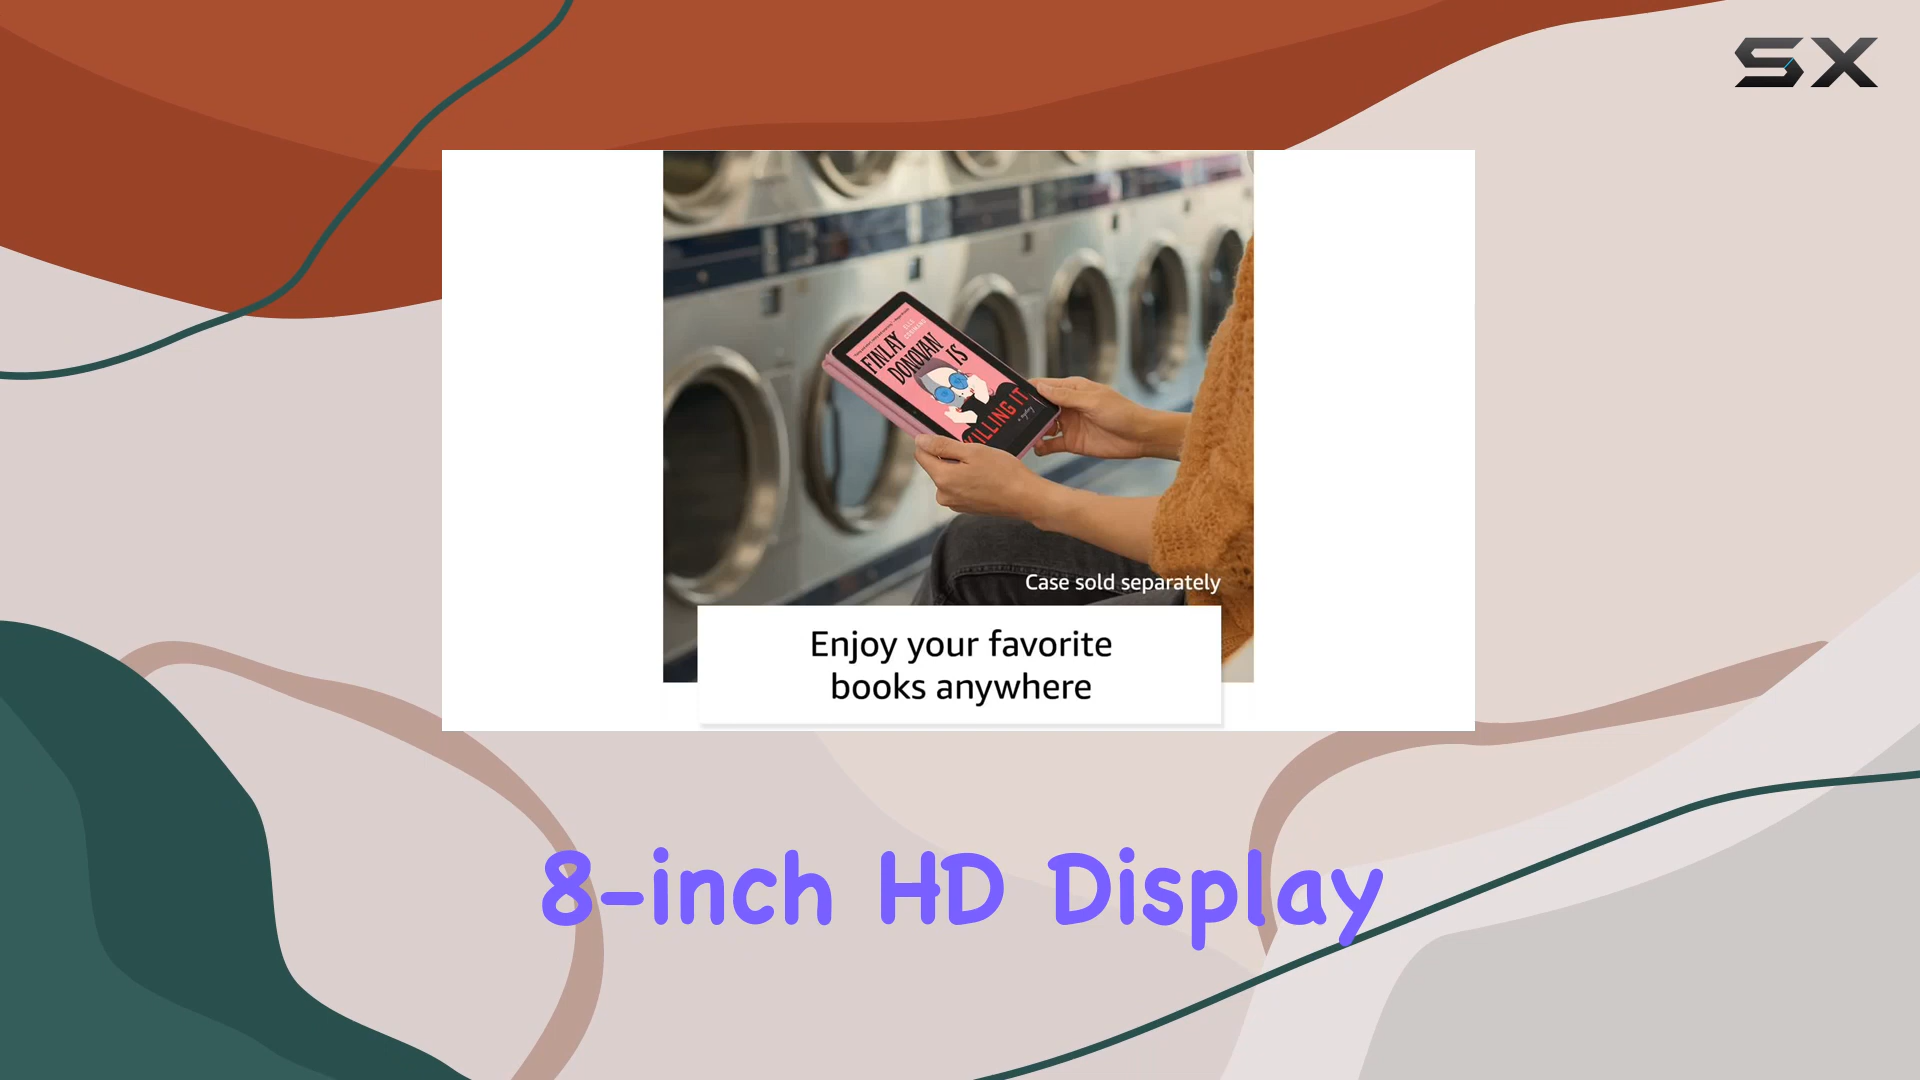 SX
FINLAY
DONOVAN
IS
KILLING IT
Case sold separately
Enjoy your favorite
books anywhere
8-inch HD Display